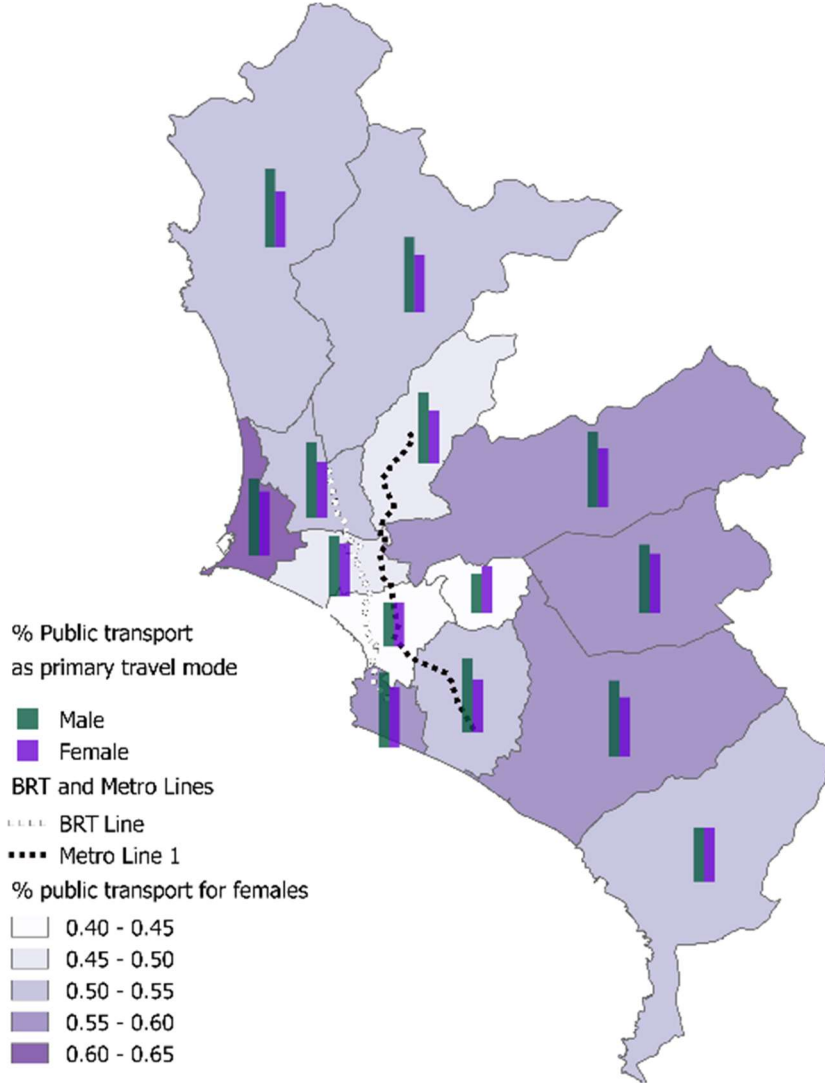 % Public transport
as primary travel mode
Male
Female
BRT and Metro Lines
BRT Line
Metro Line 1
% public transport for females
0.40 - 0.45
0.45 - 0.50
0.50 - 0.55
0.55 - 0.60
0.60 - 0.65